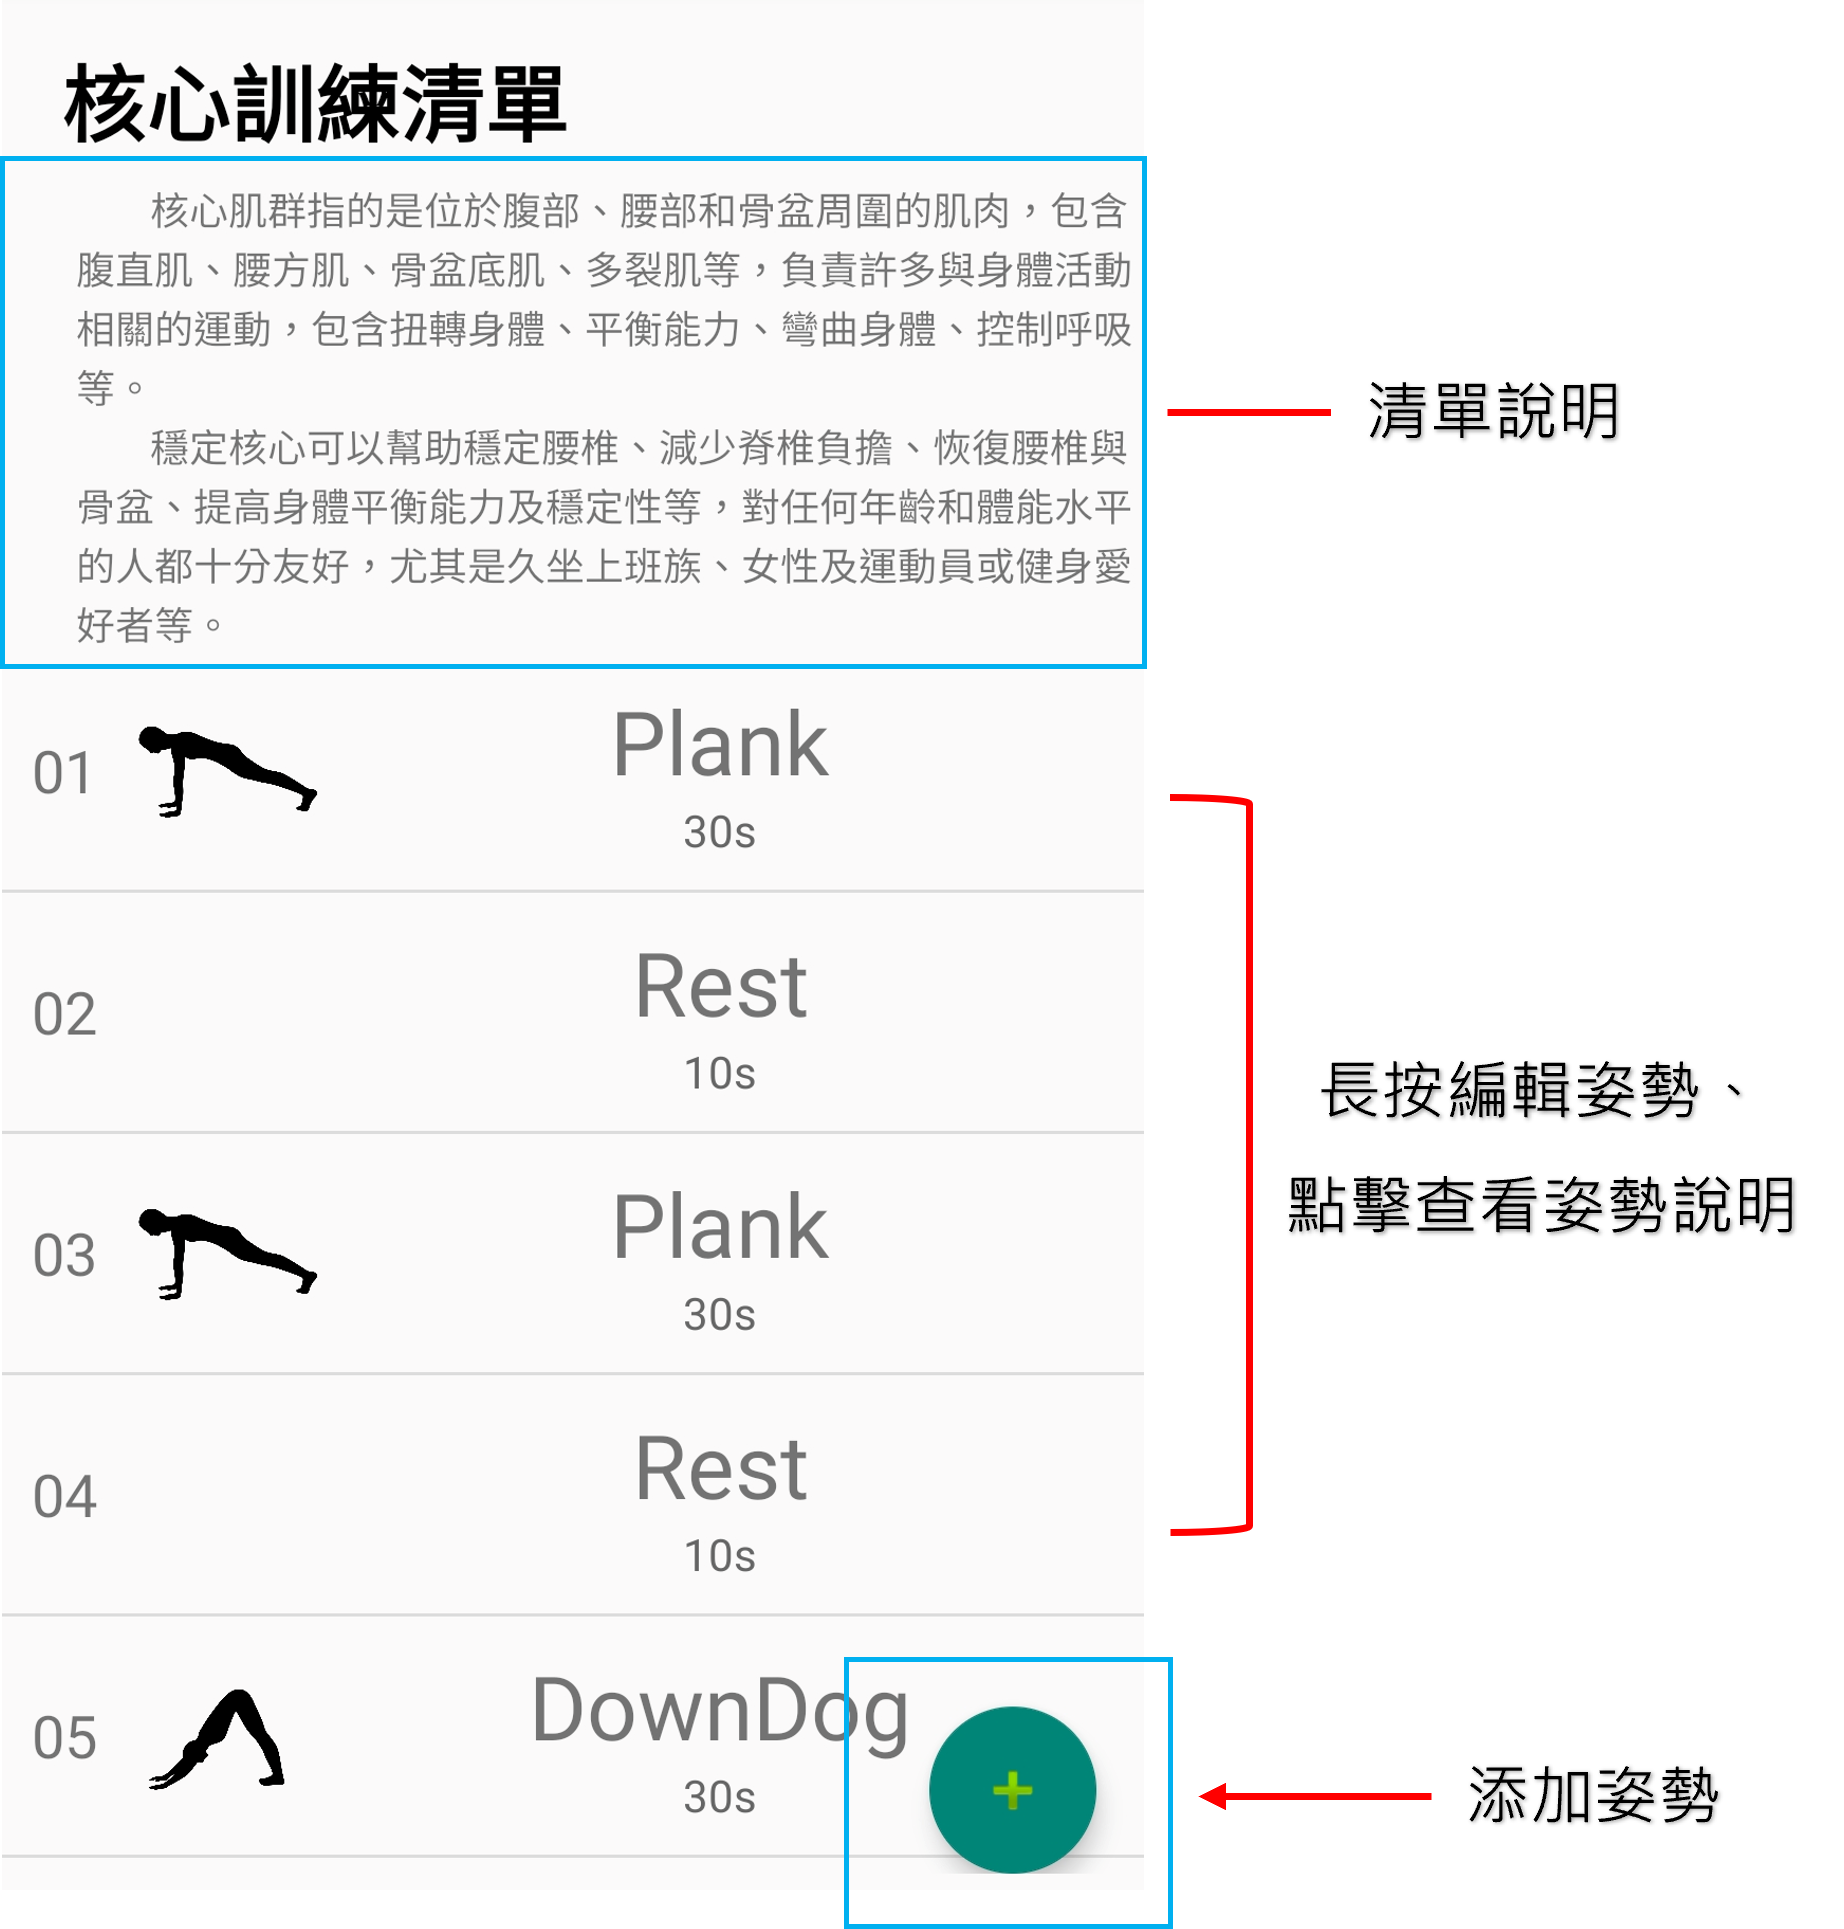 核心訓練清單
核心肌群指的是位於腹部、腰部和骨盆周圍的肌肉，包含
腹直肌、腰方肌、骨盆底肌、多裂肌等，負責許多與身體活動
相關的運動，包含扭轉身體、平衡能力、彎曲身體、控制呼吸
等。
穩定核心可以幫助穩定腰椎、減少脊椎負擔、恢復腰椎與
骨盆、提高身體平衡能力及穩定性等，對任何年齡和體能水平
的人都十分友好，尤其是久坐上班族、女性及運動員或健身愛
好者等。
清單說明
01
Plank
30s
02
Rest
10s
03
Plank
30s
04
Rest
10s
長按編輯姿勢、
點擊查看姿勢說明
05
DownDog
30s
+
添加姿勢